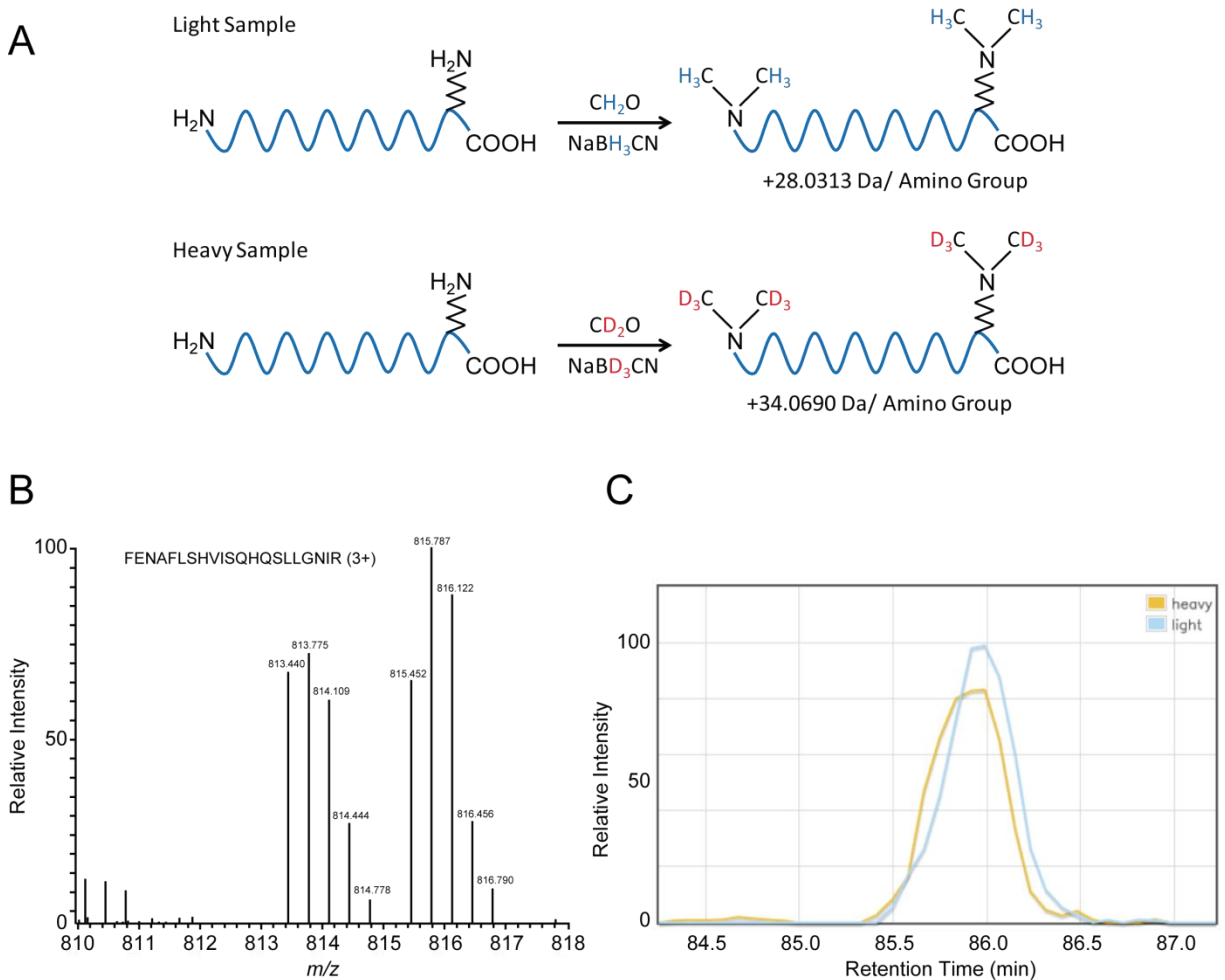 A
Light Sample
H₂N
H₂N
COOH
CH₂O
NaBH₃CN
H₃C
CH₃
N
H₃C
CH₃
N
COOH
+28.0313 Da/ Amino Group
Heavy Sample
H₂N
H₂N
COOH
CD₂O
NaBD₃CN
D₃C
CD₃
N
D₃C
CD₃
N
COOH
+34.0690 Da/ Amino Group
B
FENAFLSHVISQHQSLLGNIR (3+)
Relative Intensity
100
50
0
813.440
813.775
814.109
814.444
814.778
815.452
815.787
816.122
816.456
816.790
810 811 812 813 814 815 816 817 818
m/z
C
heavy
light
Relative Intensity
100
50
0
84.5 85.0 85.5 86.0 86.5 87.0
Retention Time (min)